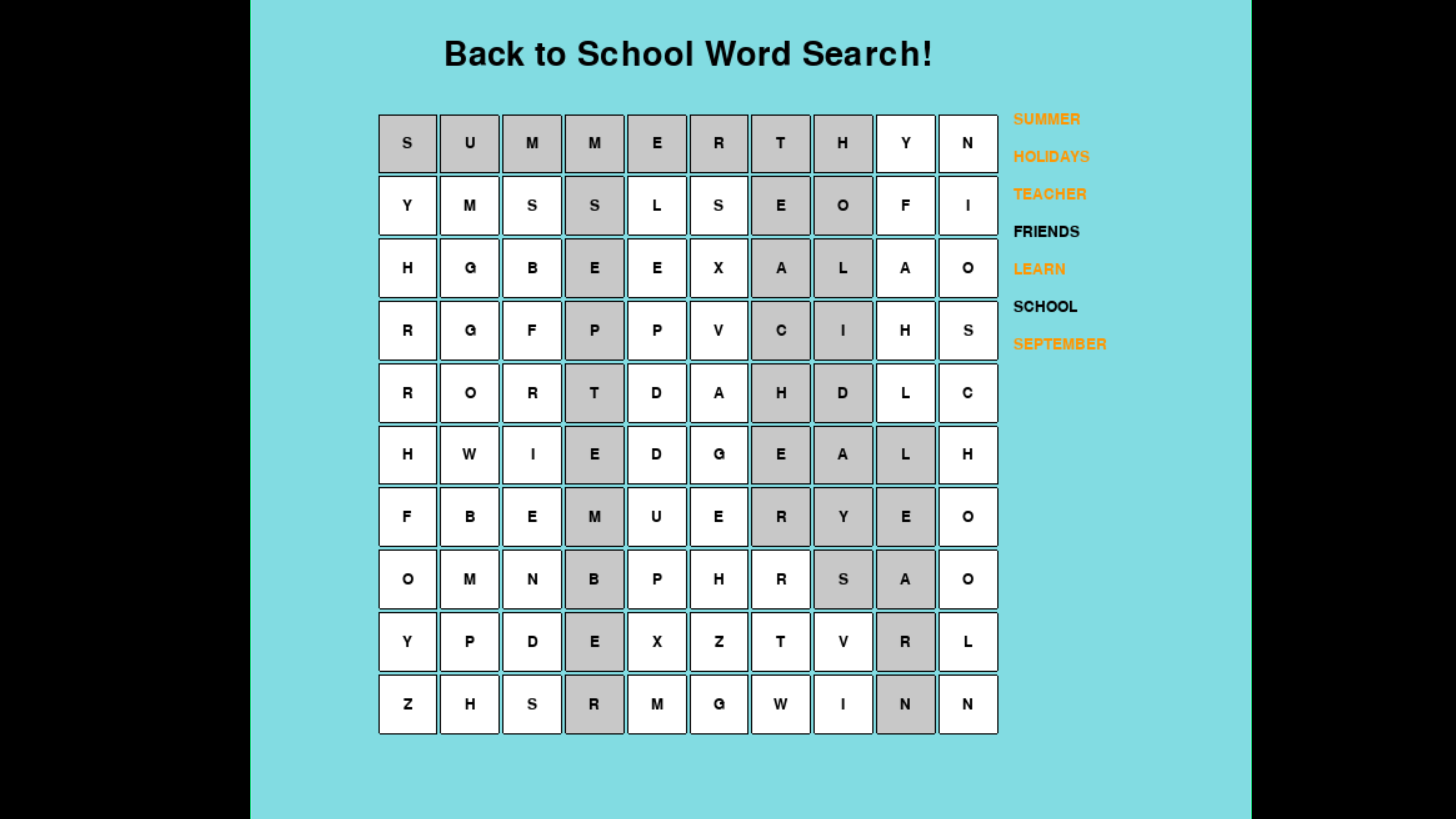 Back to School Word Search!
S U M M E R T H Y N
Y M S S L S E O F I
H G B E E X A L A O
R G F P P V C I H S
R O R T D A H D L C
H W I E D G E A L H
F B E M U E R Y E O
O M N B P H R S A O
Y P D E X Z T V R L
Z H S R M G W I N N
SUMMER
HOLIDAYS
TEACHER
FRIENDS
LEARN
SCHOOL
SEPTEMBER